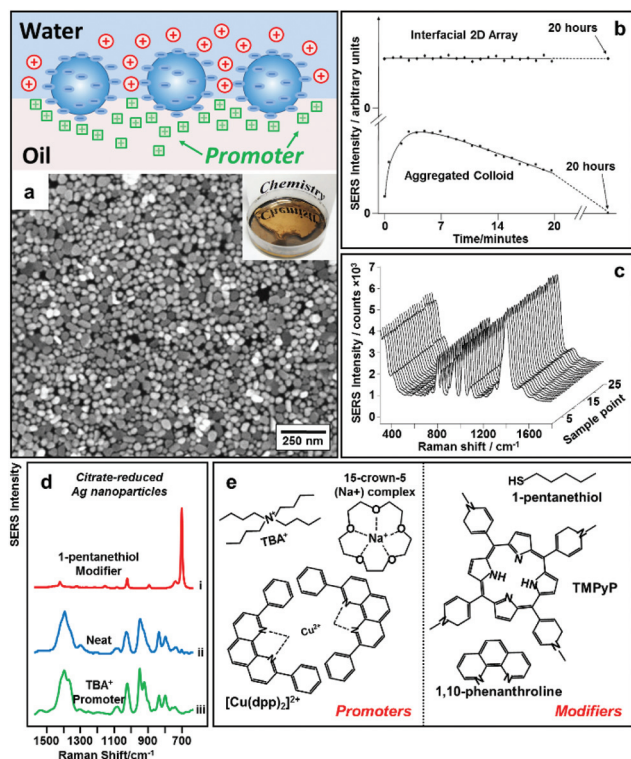 Water
Oil
Promoter
a
Chemistry
250 nm
b
SERS Intensity / arbitrary units
Interfacial 2D Array
20 hours
0
Aggregated Colloid
20 hours
0
0
7
14
20
Time/minutes
c
SERS Intensity / counts ×10³
7
6
5
4
3
2
1
0
400
800
1200
1600
Raman shift / cm⁻¹
5
15
25
Sample point
d
SERS Intensity
Citrate-reduced
Ag nanoparticles
1-pentanethiol
Modifier
i
Neat
ii
TBA⁺
Promoter
iii
1500
1300
1100
900
700
Raman Shift/cm⁻¹
e
15-crown-5
(Na+) complex
N⁺
TBA⁺
O
O
O
O
O
Na⁺
N
N
Cu²⁺
N
N
[Cu(dpp)₂]²⁺
Promoters
HS
1-pentanethiol
N
N
N
NH
HN
N
TMPyP
N
N
N
N
1,10-phenanthroline
Modifiers